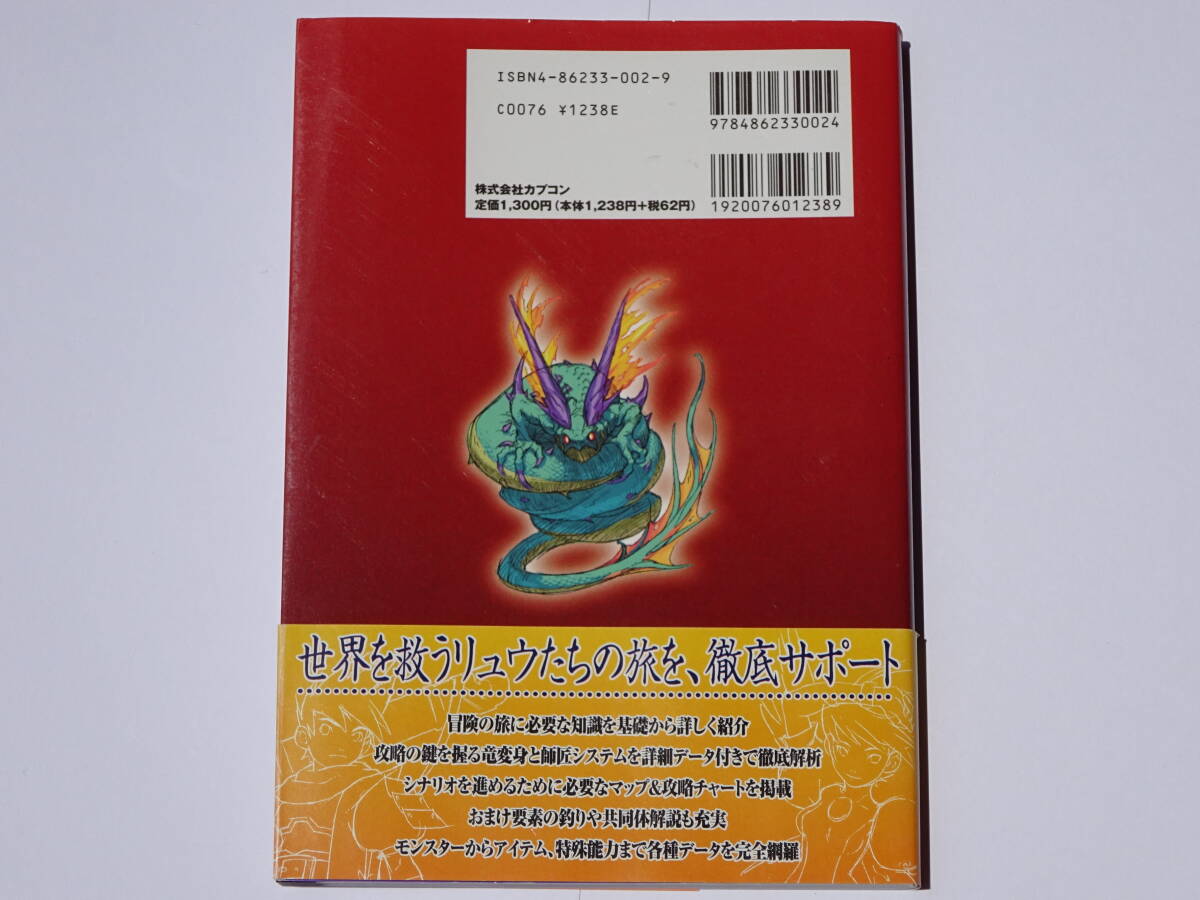 ISBN4-86233-002-9
C0076 ¥1238E
9784862330024
株式会社カプコン
定価1,300円(本体1,238円+税62円)
1920076012389
世界を救うリュウたちの旅を、徹底サポート
冒険の旅に必要な知識を基礎から詳しく紹介
攻略の鍵を握る竜変身と師匠システムを詳細データ付きで徹底解析
シナリオを進めるために必要なマップ&攻略チャートを掲載
おまけ要素の釣りや共同体解説も充実
モンスターからアイテム、特殊能力まで各種データを完全網羅